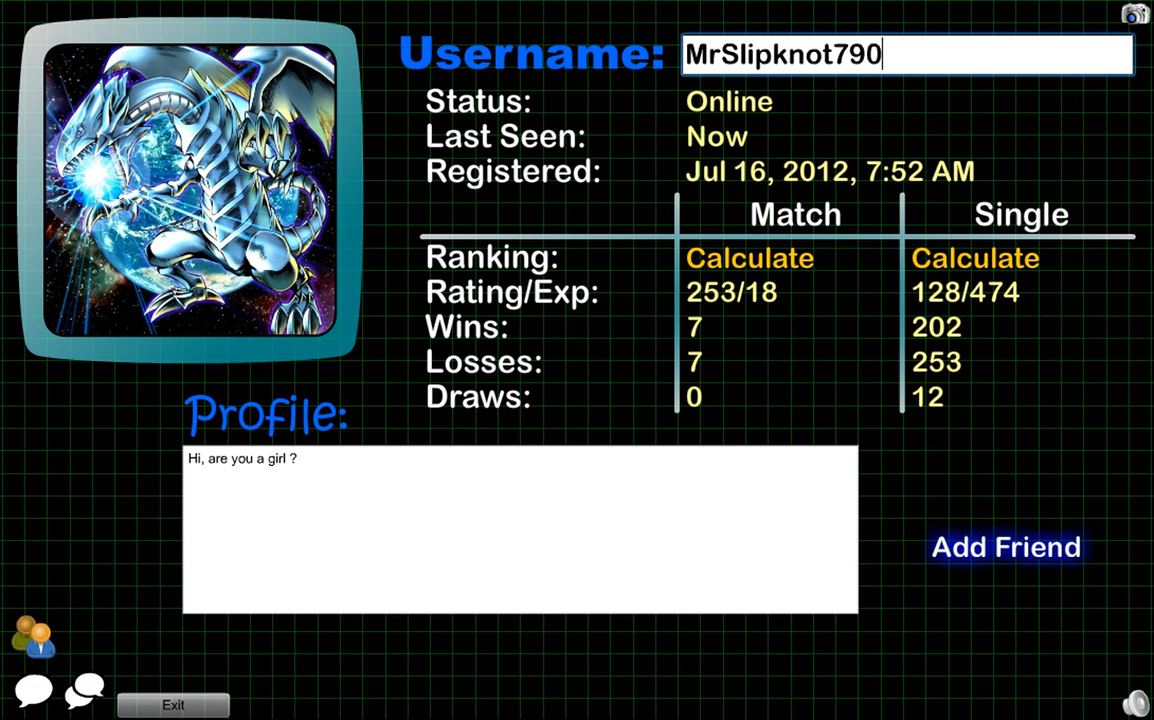 Username: MrSlipknot790
Status: Online
Last Seen: Now
Registered: Jul 16, 2012, 7:52 AM
Match Single
Ranking: Calculate Calculate
Rating/Exp: 253/18 128/474
Wins: 7 202
Losses: 7 253
Draws: 0 12
Profile:
Hi, are you a girl ?
Add Friend
Exit